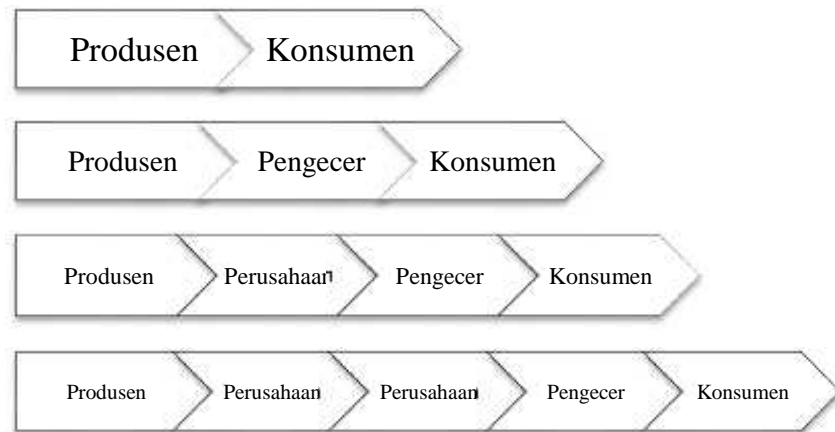 Produsen Konsumen
Produsen Pengecer Konsumen
Produsen Perusahaan Pengecer Konsumen
Produsen Perusahaan Perusahaan Pengecer Konsumen